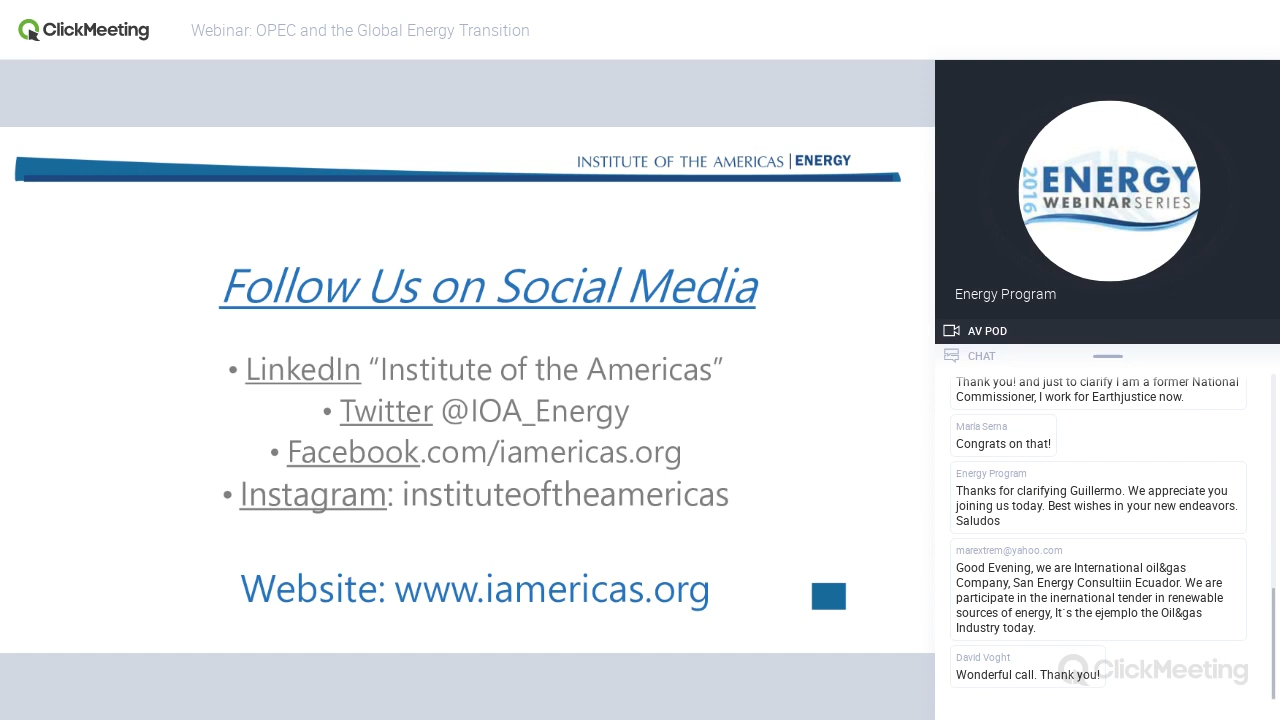 ClickMeeting
Webinar: OPEC and the Global Energy Transition
INSTITUTE OF THE AMERICAS | ENERGY
Follow Us on Social Media
• LinkedIn “Institute of the Americas”
• Twitter @IOA_Energy
• Facebook.com/iamericas.org
• Instagram: instituteoftheamericas
Website: www.iamericas.org
2016 ENERGY
WEBINARSERIES
Energy Program
AV POD
CHAT
Thank you! and just to clarify I am a former National
Commissioner, I work for Earthjustice now.
María Serna
Congrats on that!
Energy Program
Thanks for clarifying Guillermo. We appreciate you
joining us today. Best wishes in your new endeavors.
Saludos
marextrem@yahoo.com
Good Evening, we are International oil&gas
Company, San Energy Consultiin Ecuador. We are
participate in the inernational tender in renewable
sources of energy, It´s the ejemplo the Oil&gas
Industry today.
David Voght
Wonderful call. Thank you!
ClickMeeting